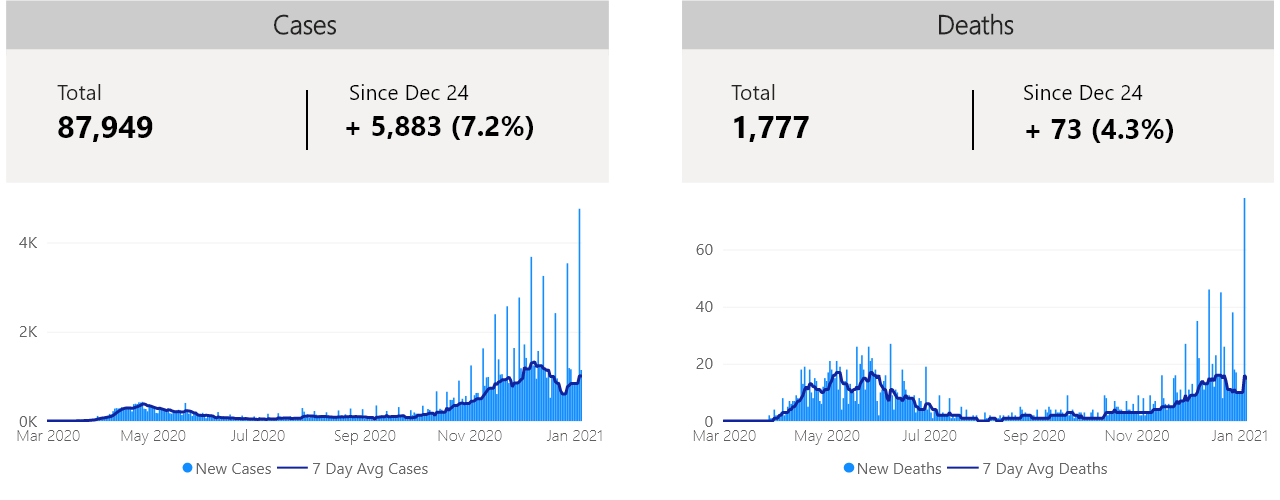 Cases
Total
87,949
Since Dec 24
+ 5,883 (7.2%)
4K
2K
0K
Mar 2020 May 2020 Jul 2020 Sep 2020 Nov 2020 Jan 2021
New Cases 7 Day Avg Cases
Deaths
Total
1,777
Since Dec 24
+ 73 (4.3%)
60
40
20
0
Mar 2020 May 2020 Jul 2020 Sep 2020 Nov 2020 Jan 2021
New Deaths 7 Day Avg Deaths